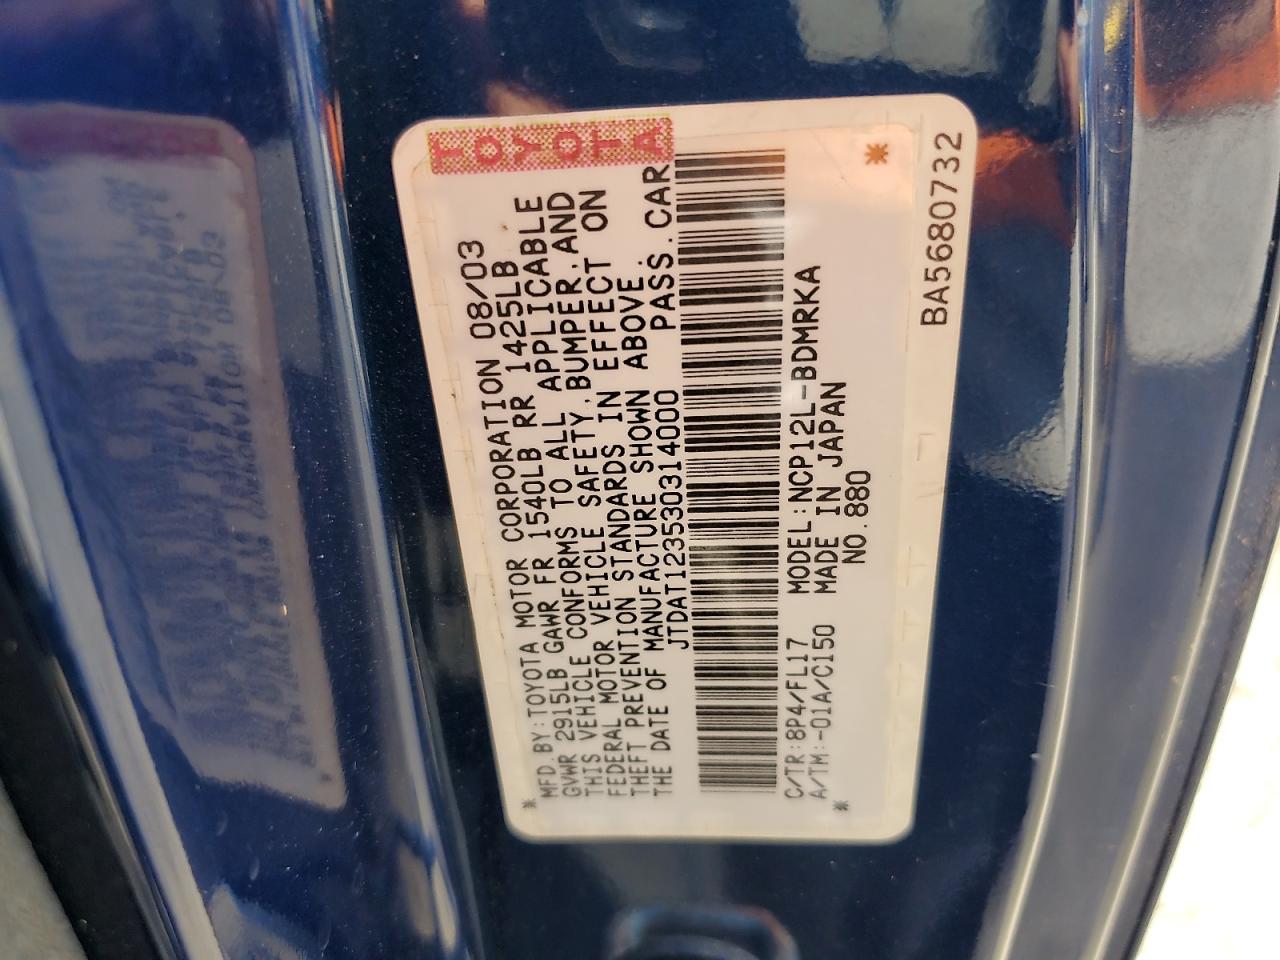 TOYOTA
MFD. BY: TOYOTA MOTOR CORPORATION 08/03
GVWR 2915LB GAWR FR 1540LB RR 1425LB
THIS VEHICLE CONFORMS TO ALL APPLICABLE
FEDERAL MOTOR VEHICLE SAFETY, BUMPER, AND
THEFT PREVENTION STANDARDS IN EFFECT ON
THE DATE OF MANUFACTURE SHOWN ABOVE.
JTDAT123530314000 PASS. CAR
C/TR: 8P4/FL17 MODEL: NCP12L-BDMRKA
A/TM: -01A/C150 MADE IN JAPAN
NO. 880
BA5680732